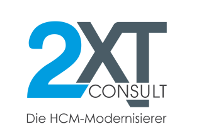 2XT
CONSULT
Die HCM-Modernisierer